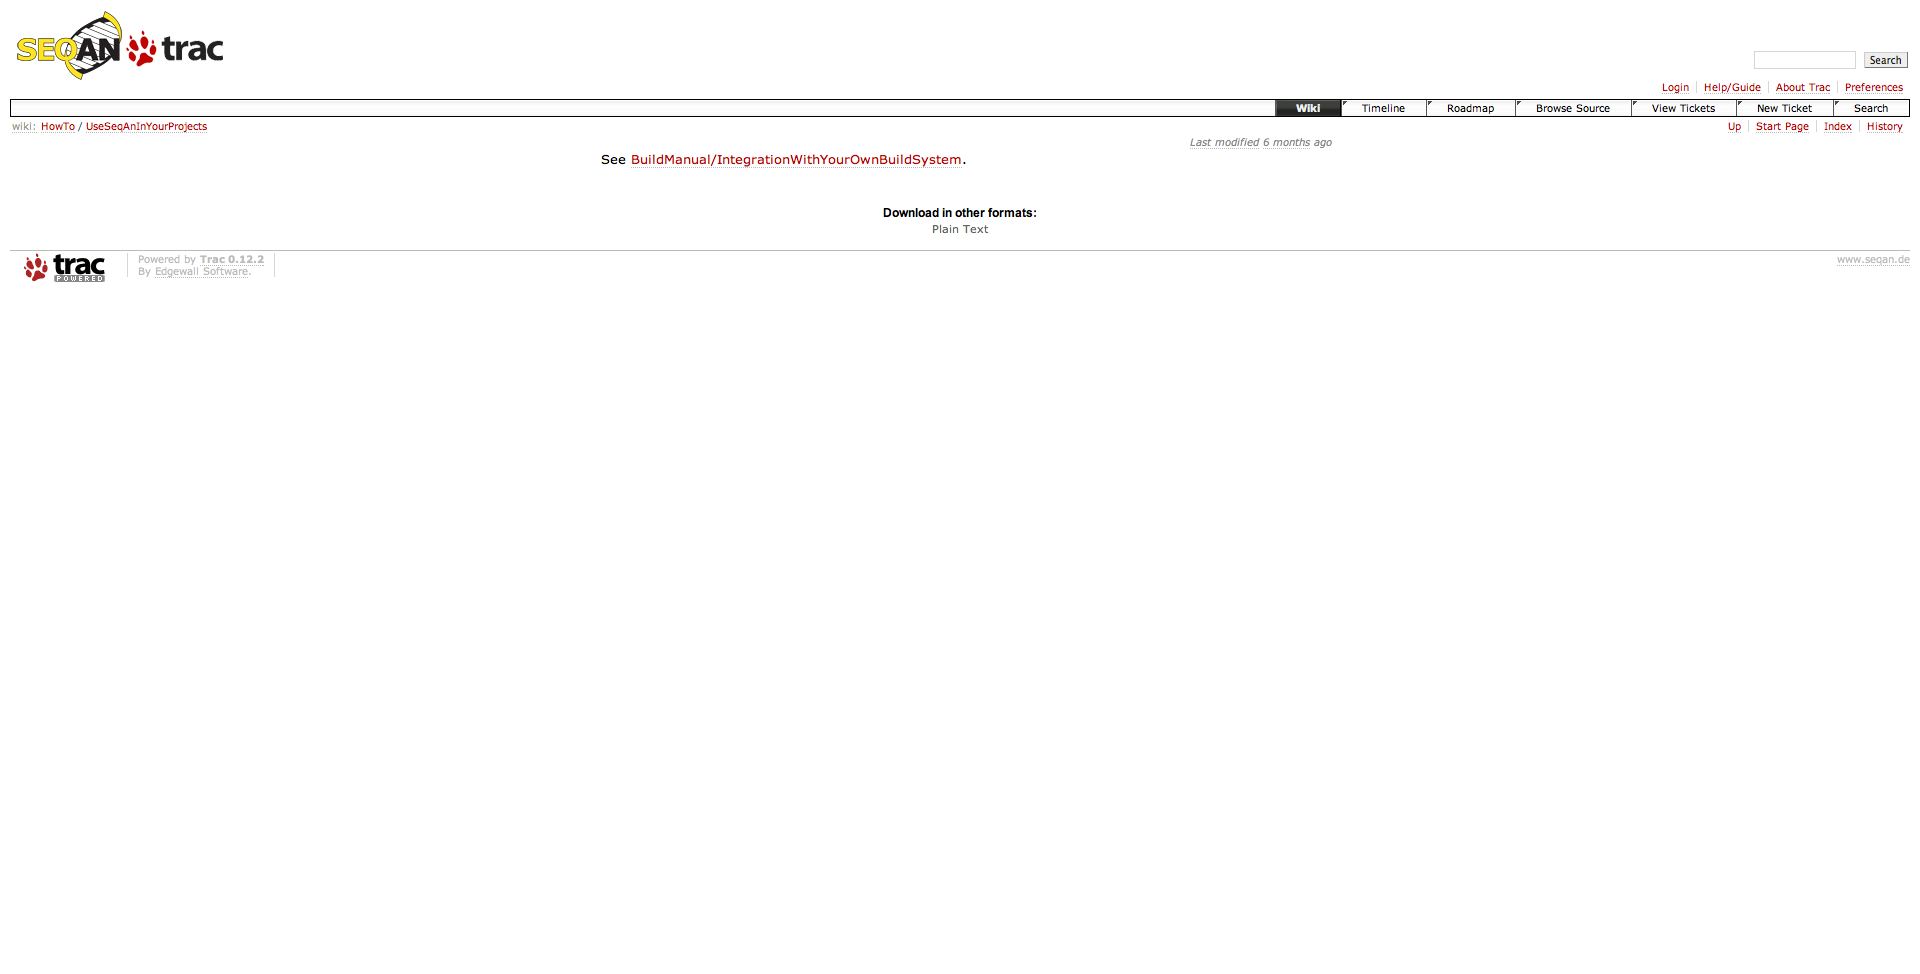 SEQAN trac
Search
Login Help/Guide About Trac Preferences
Wiki Timeline Roadmap Browse Source View Tickets New Ticket Search
wiki: HowTo / UseSeqAnInYourProjects
Up Start Page Index History
Last modified 6 months ago
See BuildManual/IntegrationWithYourOwnBuildSystem.
Download in other formats:
Plain Text
trac POWERED
Powered by Trac 0.12.2
By Edgewall Software.
www.seqan.de